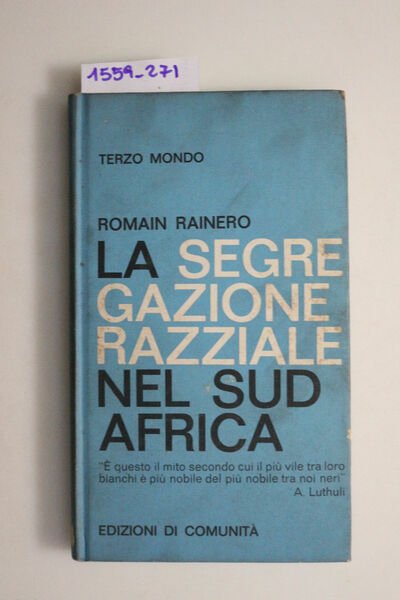 1559_271
TERZO MONDO
ROMAIN RAINERO
LA SEGRE
GAZIONE
RAZZIALE
NEL SUD
AFRICA
"È questo il mito secondo cui il più vile tra loro
bianchi è più nobile del più nobile tra noi neri"
A. Luthuli
EDIZIONI DI COMUNITÀ